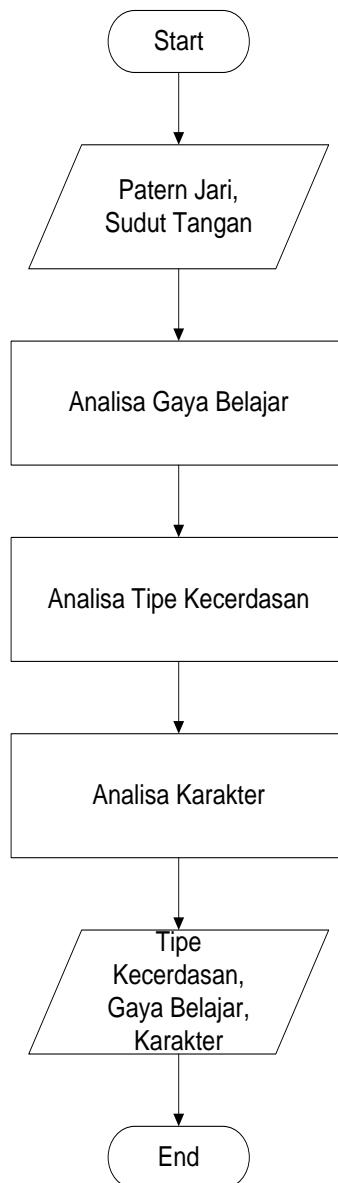 Start
Patern Jari,
Sudut Tangan
Analisa Gaya Belajar
Analisa Tipe Kecerdasan
Analisa Karakter
Tipe
Kecerdasan,
Gaya Belajar,
Karakter
End